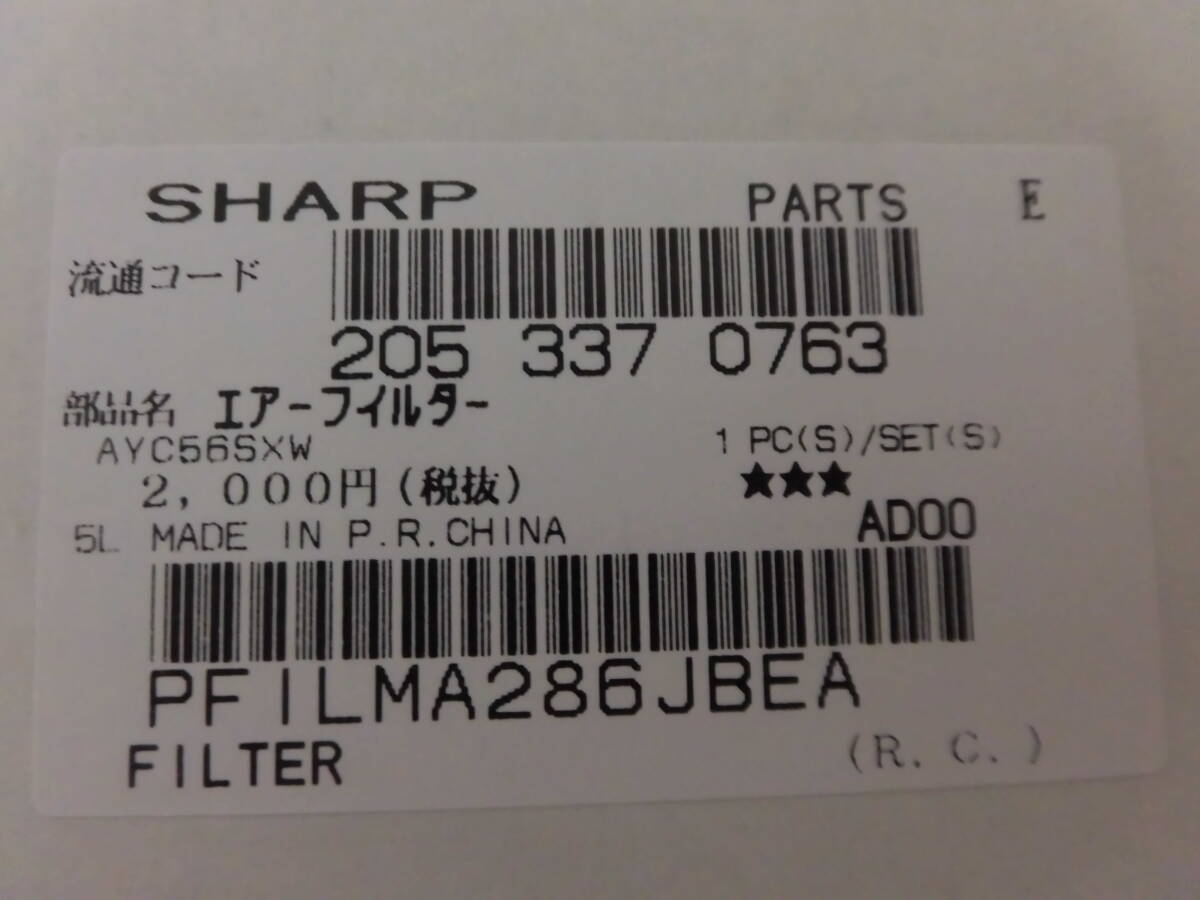 SHARP PARTS E
流通コード
205 337 0763
部品名 エアーフィルター
AYC56SXW 1 PC(S)/SET(S)
2,000円(税抜) ★★★
5L MADE IN P.R.CHINA AD00
PFILMA286JBEA
FILTER (R.C.)